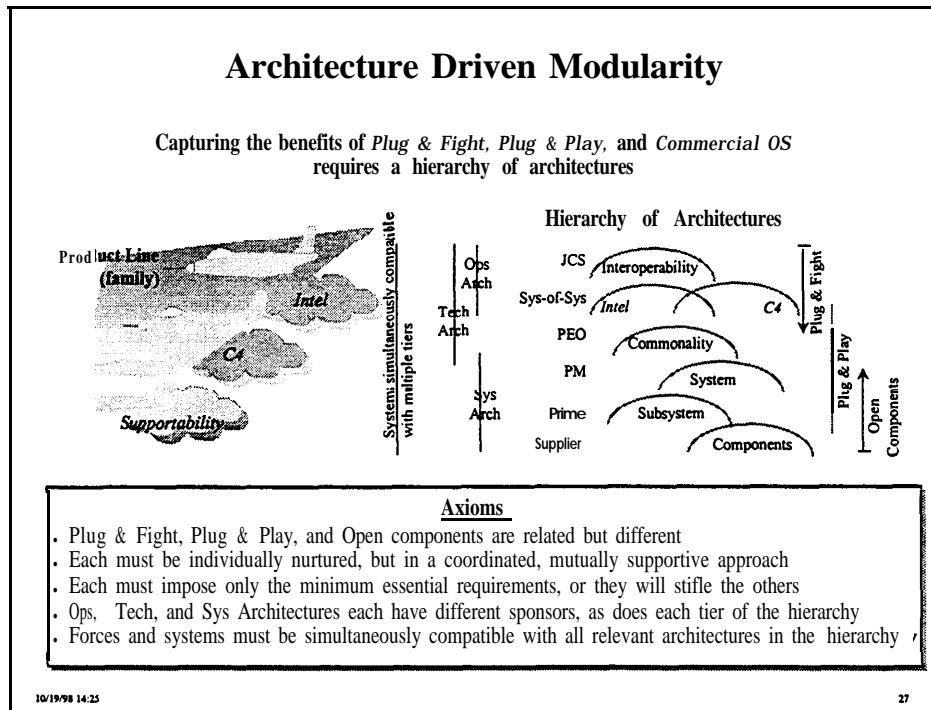 Architecture Driven Modularity
Capturing the benefits of Plug & Fight, Plug & Play, and Commercial OS
requires a hierarchy of architectures
Product Line
(family)
Intel
C4
Supportability
Systems simultaneously compatible
with multiple tiers
Ops
Arch
Tech
Arch
Sys
Arch
Hierarchy of Architectures
JCS
Interoperability
Sys-of-Sys
Intel
C4
PEO
Commonality
PM
System
Prime
Subsystem
Supplier
Components
Plug & Fight
Plug & Play
Open
Components
Axioms
. Plug & Fight, Plug & Play, and Open components are related but different
. Each must be individually nurtured, but in a coordinated, mutually supportive approach
. Each must impose only the minimum essential requirements, or they will stifle the others
. Ops, Tech, and Sys Architectures each have different sponsors, as does each tier of the hierarchy
. Forces and systems must be simultaneously compatible with all relevant architectures in the hierarchy
10/19/98 14:25
27